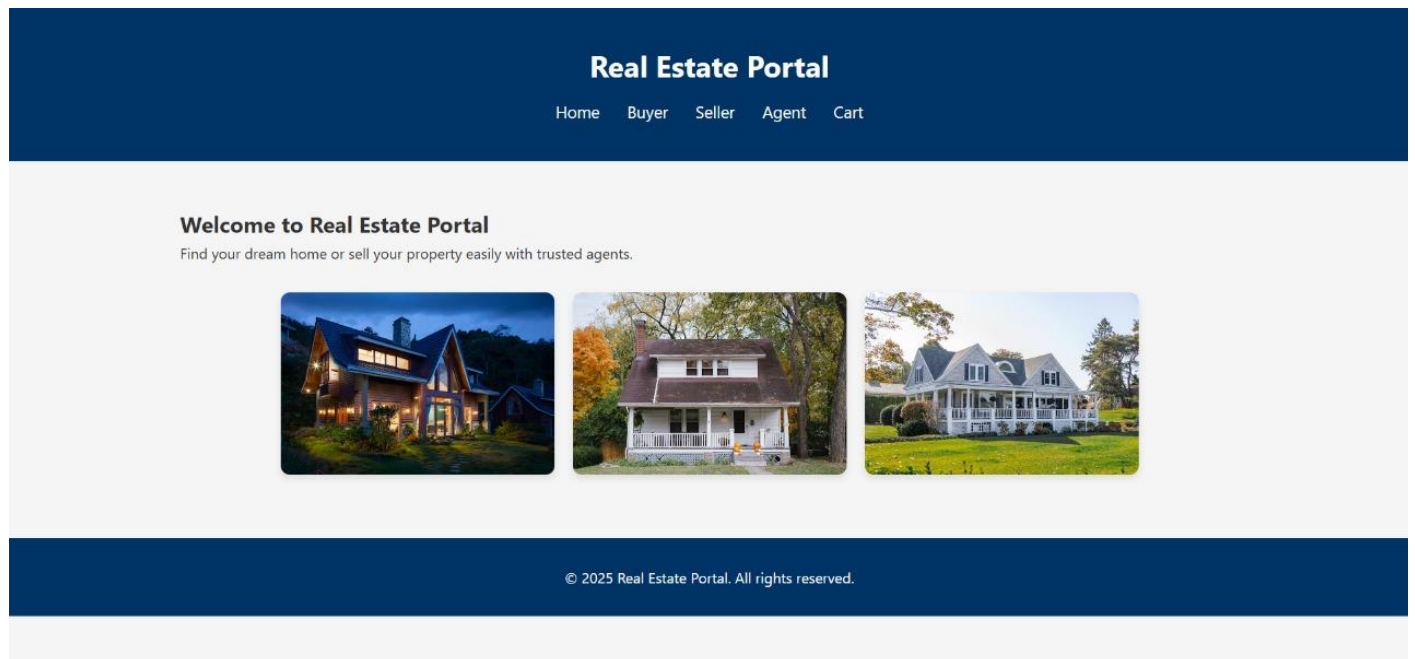 Real Estate Portal
Home Buyer Seller Agent Cart
Welcome to Real Estate Portal
Find your dream home or sell your property easily with trusted agents.
© 2025 Real Estate Portal. All rights reserved.